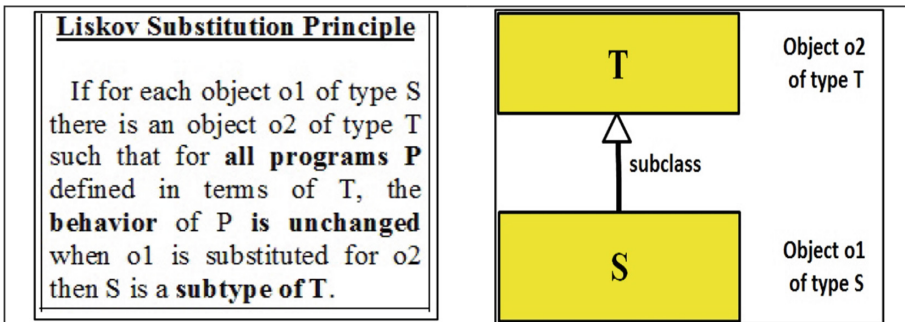 Liskov Substitution Principle
If for each object o1 of type S
there is an object o2 of type T
such that for all programs P
defined in terms of T, the
behavior of P is unchanged
when o1 is substituted for o2
then S is a subtype of T.
T
Object o2
of type T
subclass
S
Object o1
of type S